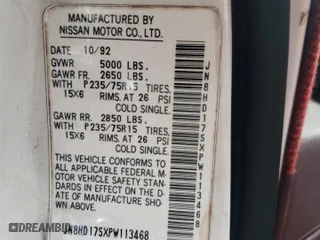 MANUFACTURED BY
NISSAN MOTOR CO., LTD.
DATE 10/92
GVWR 5000 LBS.
GAWR FR. 2650 LBS.
P235/75R15 TIRES,
15X6 RIMS. AT 26 PSI
COLD SINGLE
GAWR RR. 2850 LBS.
P235/75R15 TIRES,
15X6 RIMS. AT 26 PSI
COLD SINGLE
THIS VEHICLE CONFORMS TO
ALL APPLICABLE FEDERAL
MOTOR VEHICLE SAFETY
STANDARDS IN EFFECT ON THE
DATE OF MANUFACTURE
SHOWN ABOVE.
JN8HD17SXPW113468
JN8HD17SXPW113468
AUTOBIDMASTER